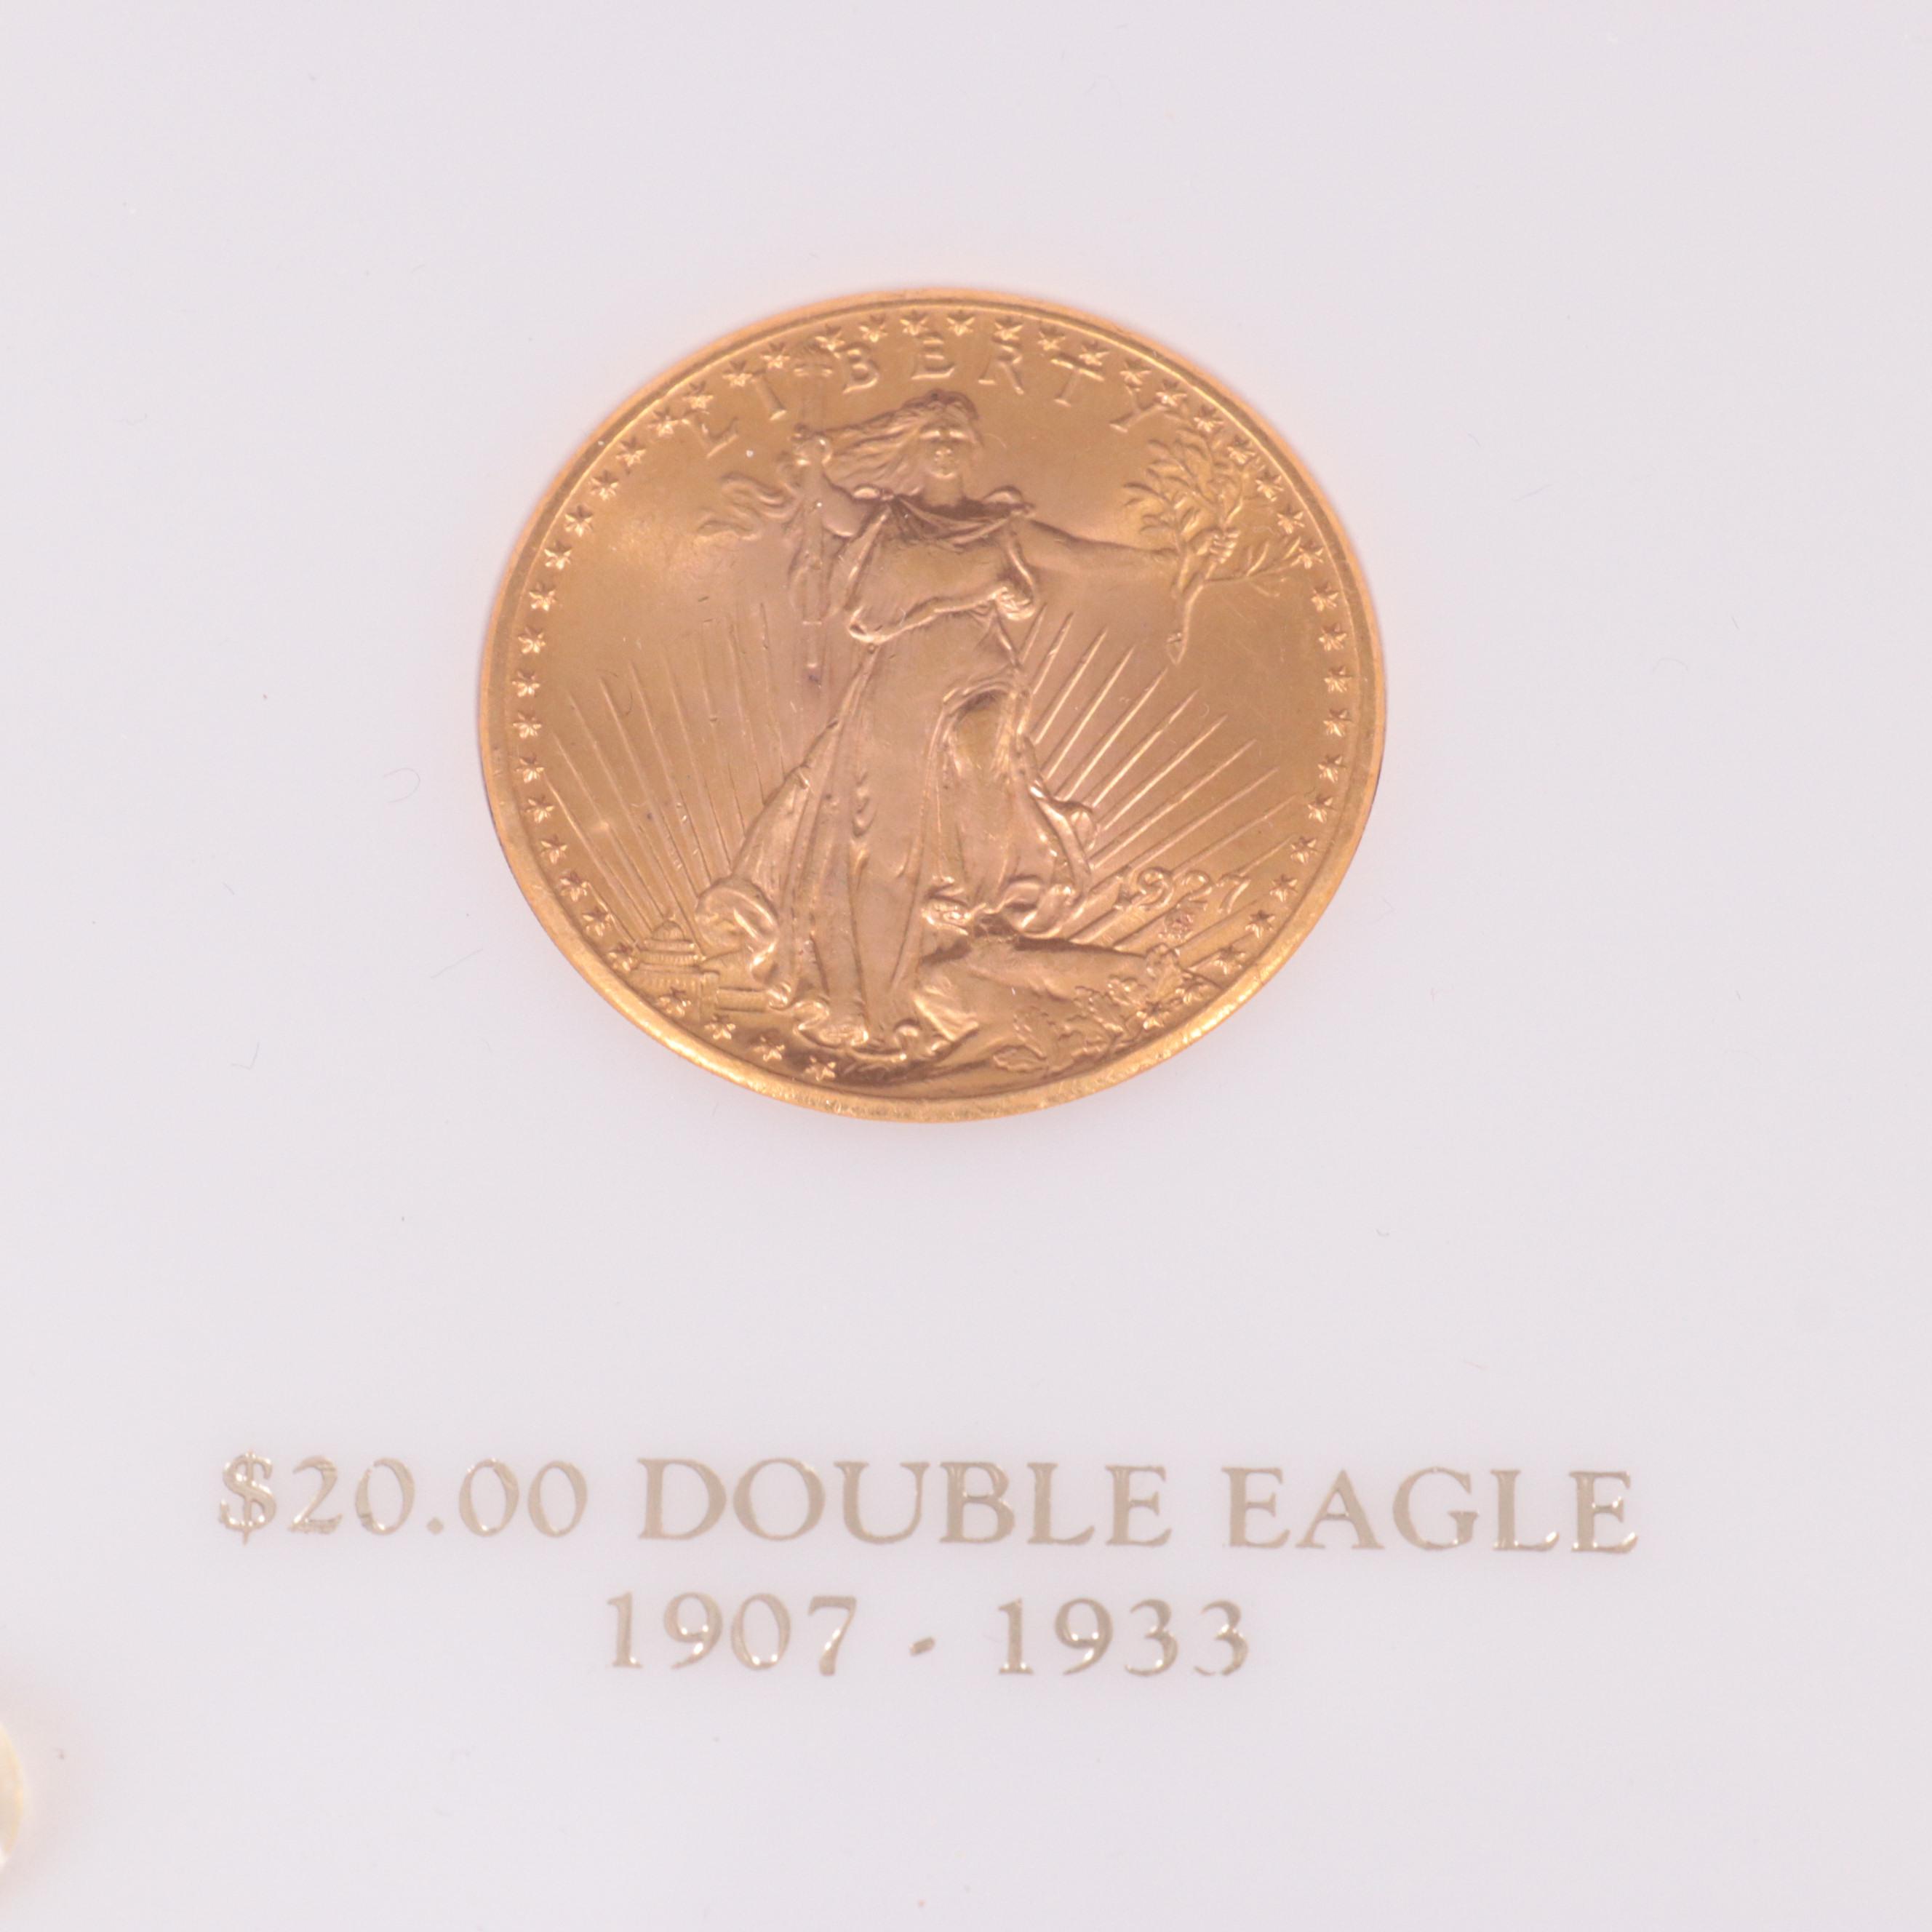 LIBERTY
1927
$20.00 DOUBLE EAGLE
1907 - 1933